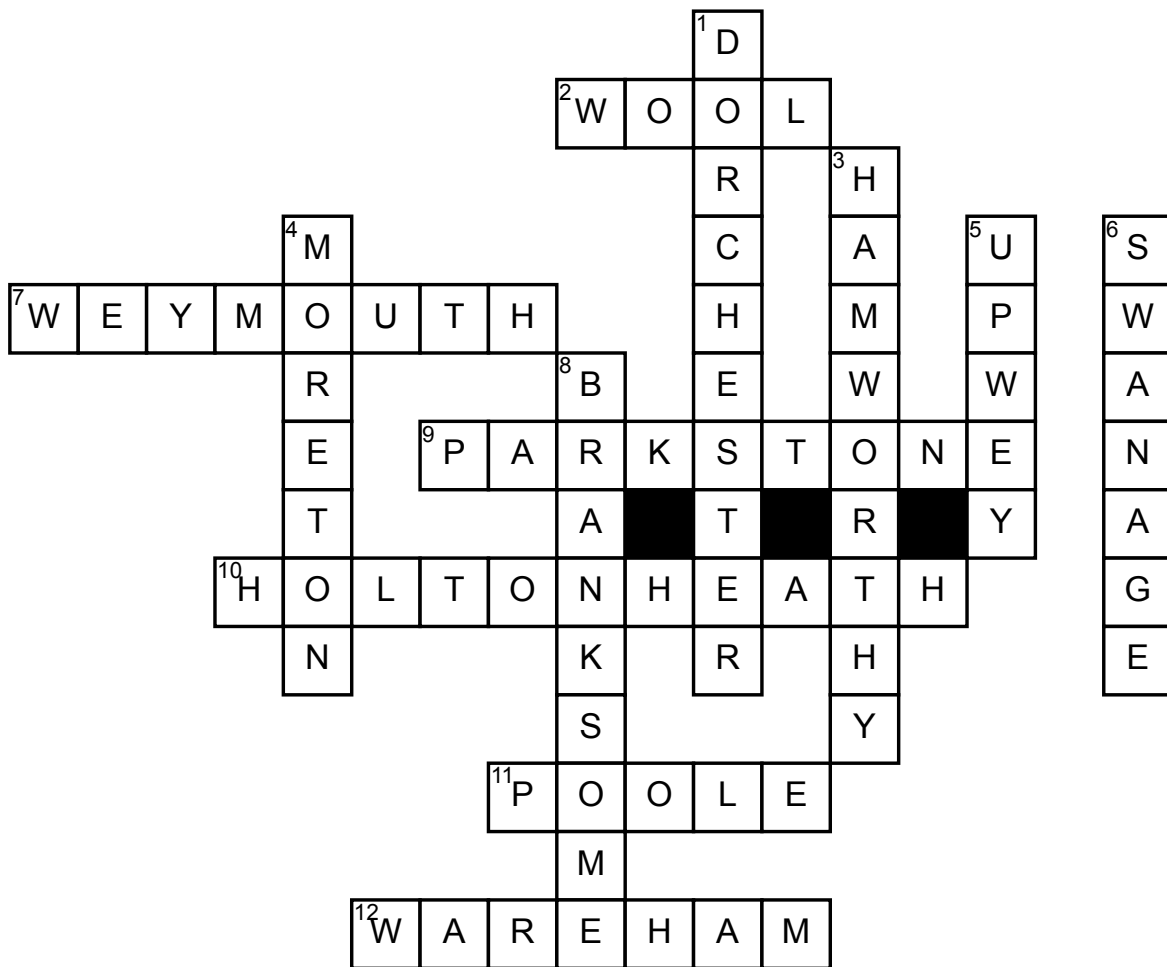 1 D
2 W O O L
R 3 H
4 M C A 5 U 6 S
7 W E Y M O U T H H M P W
R 8 B E W W A
E 9 P A R K S T O N E N
T A T R Y A
10 H O L T O N H E A T H G
N K R H E
S Y
11 P O O L E
M
12 W A R E H A M